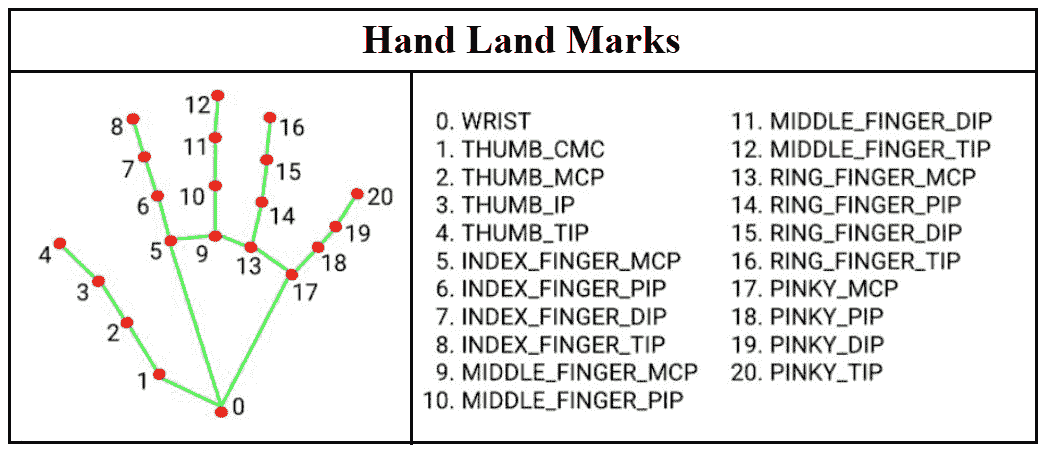 Hand Land Marks
12
8
16
11
7
15
10
20
6
14
19
5
9
13
18
4
17
3
2
1
0
0. WRIST
1. THUMB_CMC
2. THUMB_MCP
3. THUMB_IP
4. THUMB_TIP
5. INDEX_FINGER_MCP
6. INDEX_FINGER_PIP
7. INDEX_FINGER_DIP
8. INDEX_FINGER_TIP
9. MIDDLE_FINGER_MCP
10. MIDDLE_FINGER_PIP
11. MIDDLE_FINGER_DIP
12. MIDDLE_FINGER_TIP
13. RING_FINGER_MCP
14. RING_FINGER_PIP
15. RING_FINGER_DIP
16. RING_FINGER_TIP
17. PINKY_MCP
18. PINKY_PIP
19. PINKY_DIP
20. PINKY_TIP